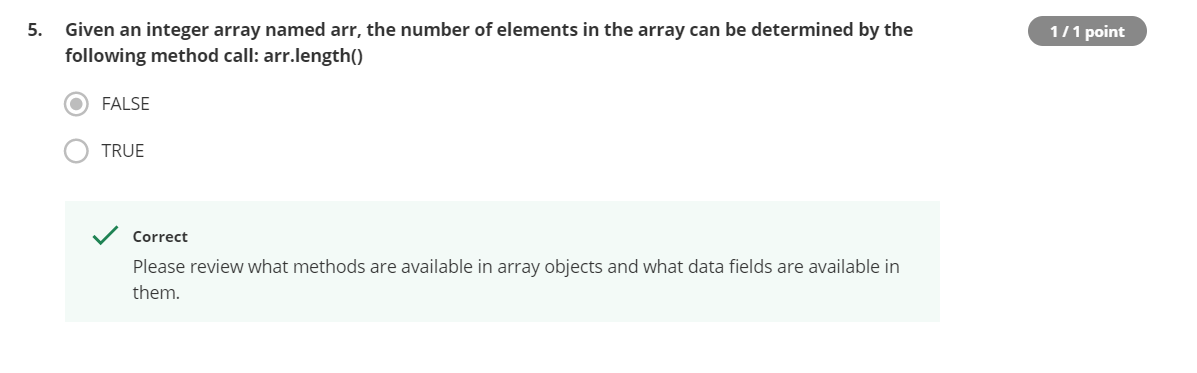 5. Given an integer array named arr, the number of elements in the array can be determined by the
following method call: arr.length()
1 / 1 point
FALSE
TRUE
Correct
Please review what methods are available in array objects and what data fields are available in
them.